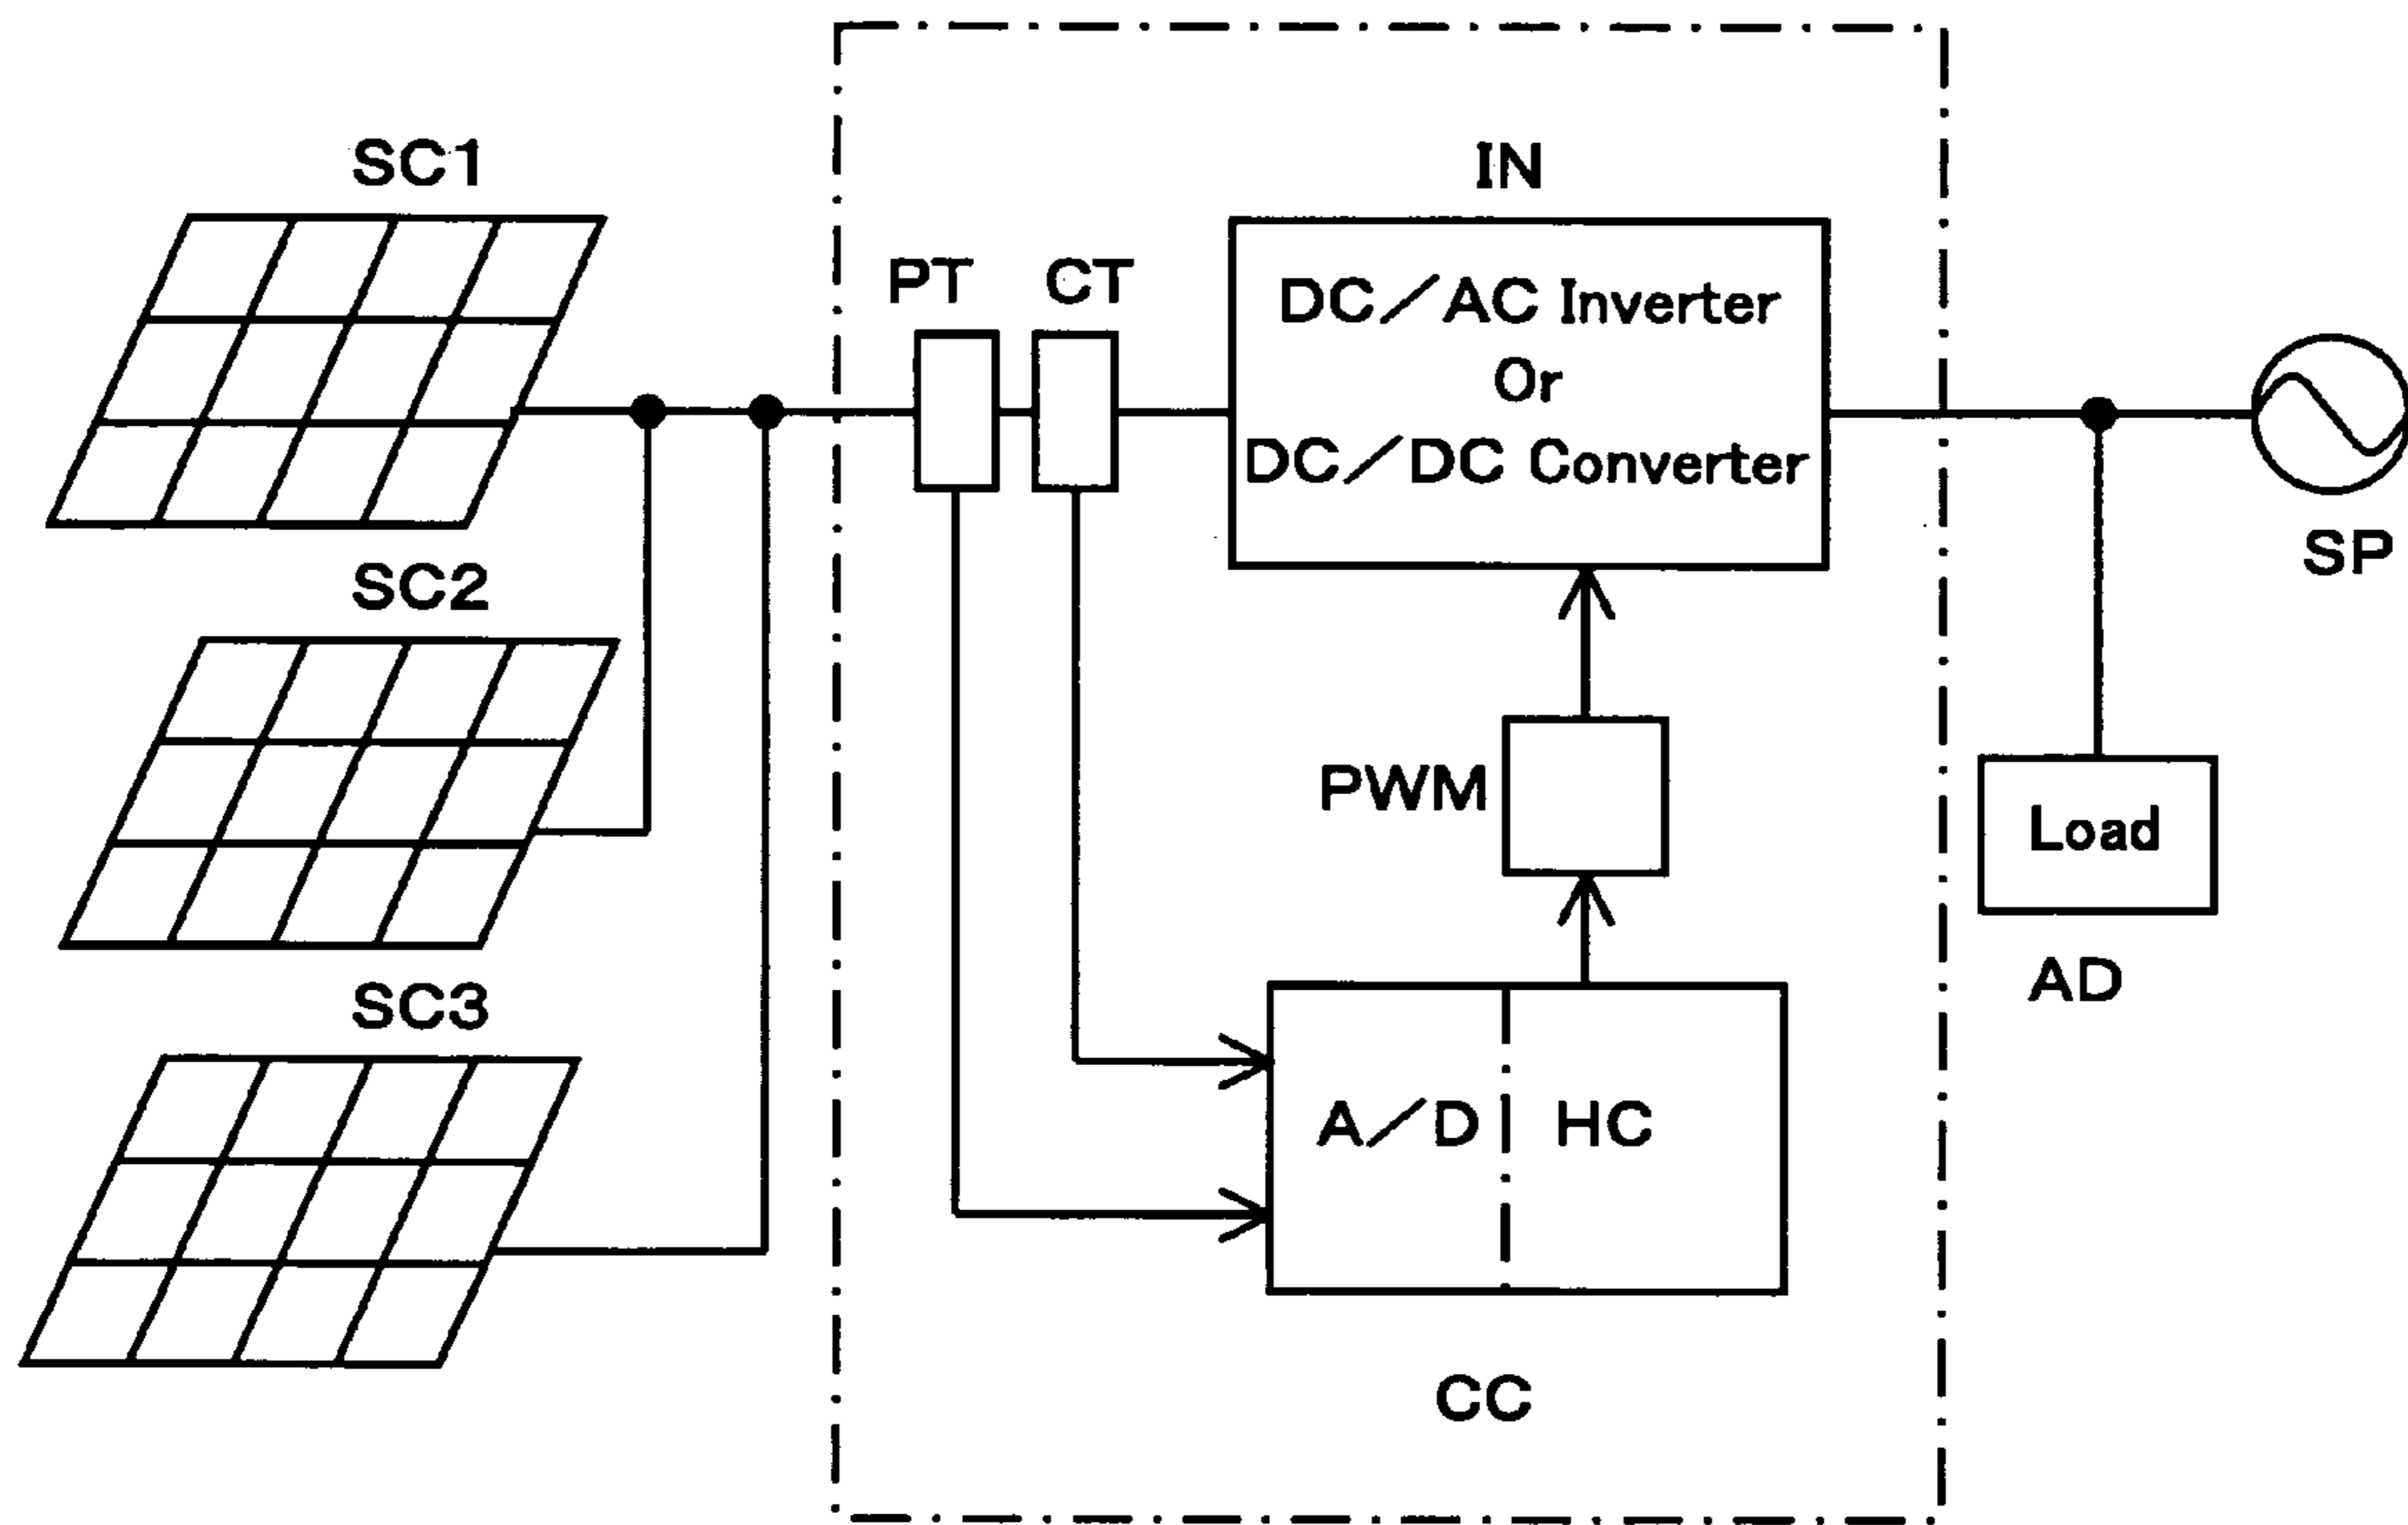 SC1
SC2
SC3
PT
CT
IN
DC/AC Inverter
Or
DC/DC Converter
PWM
A/D
HC
CC
SP
Load
AD